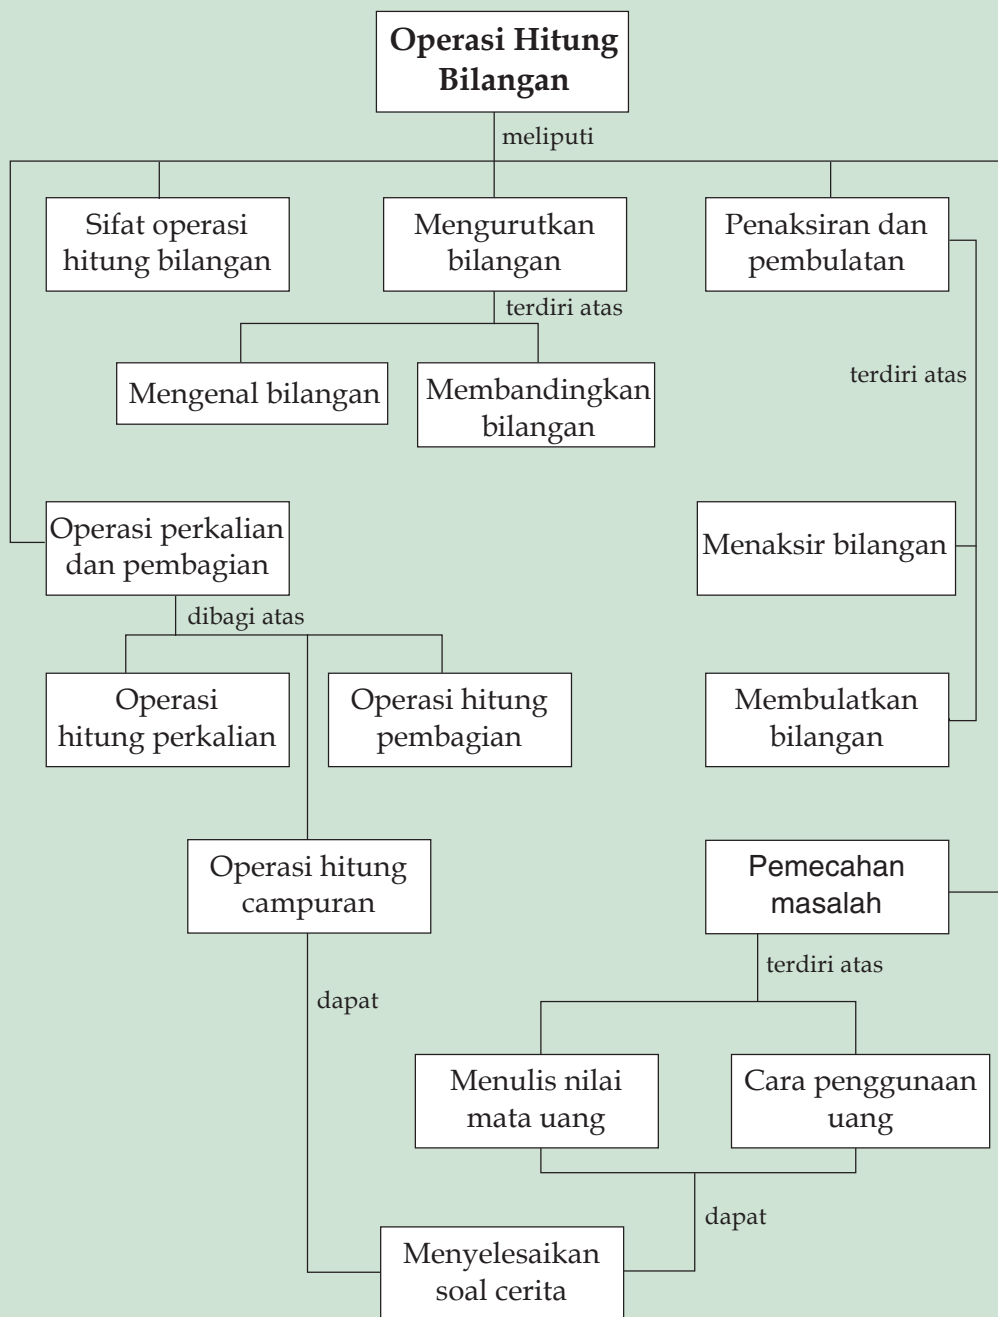 Operasi Hitung
Bilangan
meliputi
Sifat operasi
hitung bilangan
Mengurutkan
bilangan
Penaksiran dan
pembulatan
terdiri atas
Mengenal bilangan
Membandingkan
bilangan
terdiri atas
Operasi perkalian
dan pembagian
Menaksir bilangan
dibagi atas
Operasi
hitung perkalian
Operasi hitung
pembagian
Membulatkan
bilangan
Operasi hitung
campuran
Pemecahan
masalah
terdiri atas
dapat
Menulis nilai
mata uang
Cara penggunaan
uang
dapat
Menyelesaikan
soal cerita